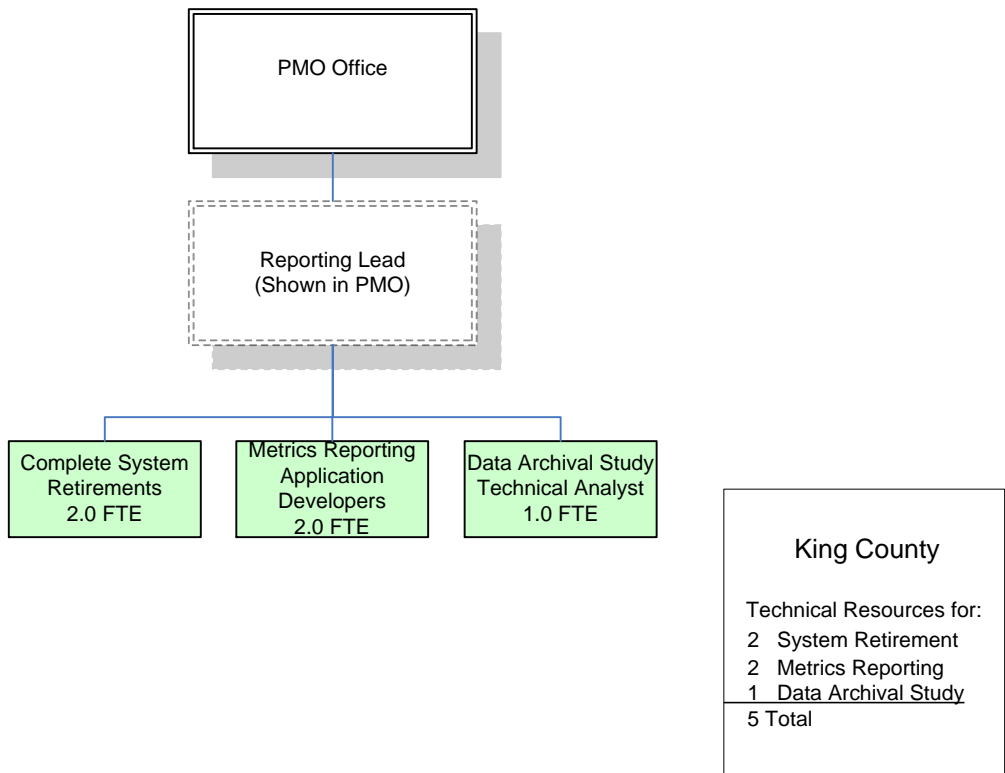 PMO Office
Reporting Lead
(Shown in PMO)
Complete System
Retirements
2.0 FTE
Metrics Reporting
Application
Developers
2.0 FTE
Data Archival Study
Technical Analyst
1.0 FTE
King County
Technical Resources for:
2 System Retirement
2 Metrics Reporting
1 Data Archival Study
5 Total